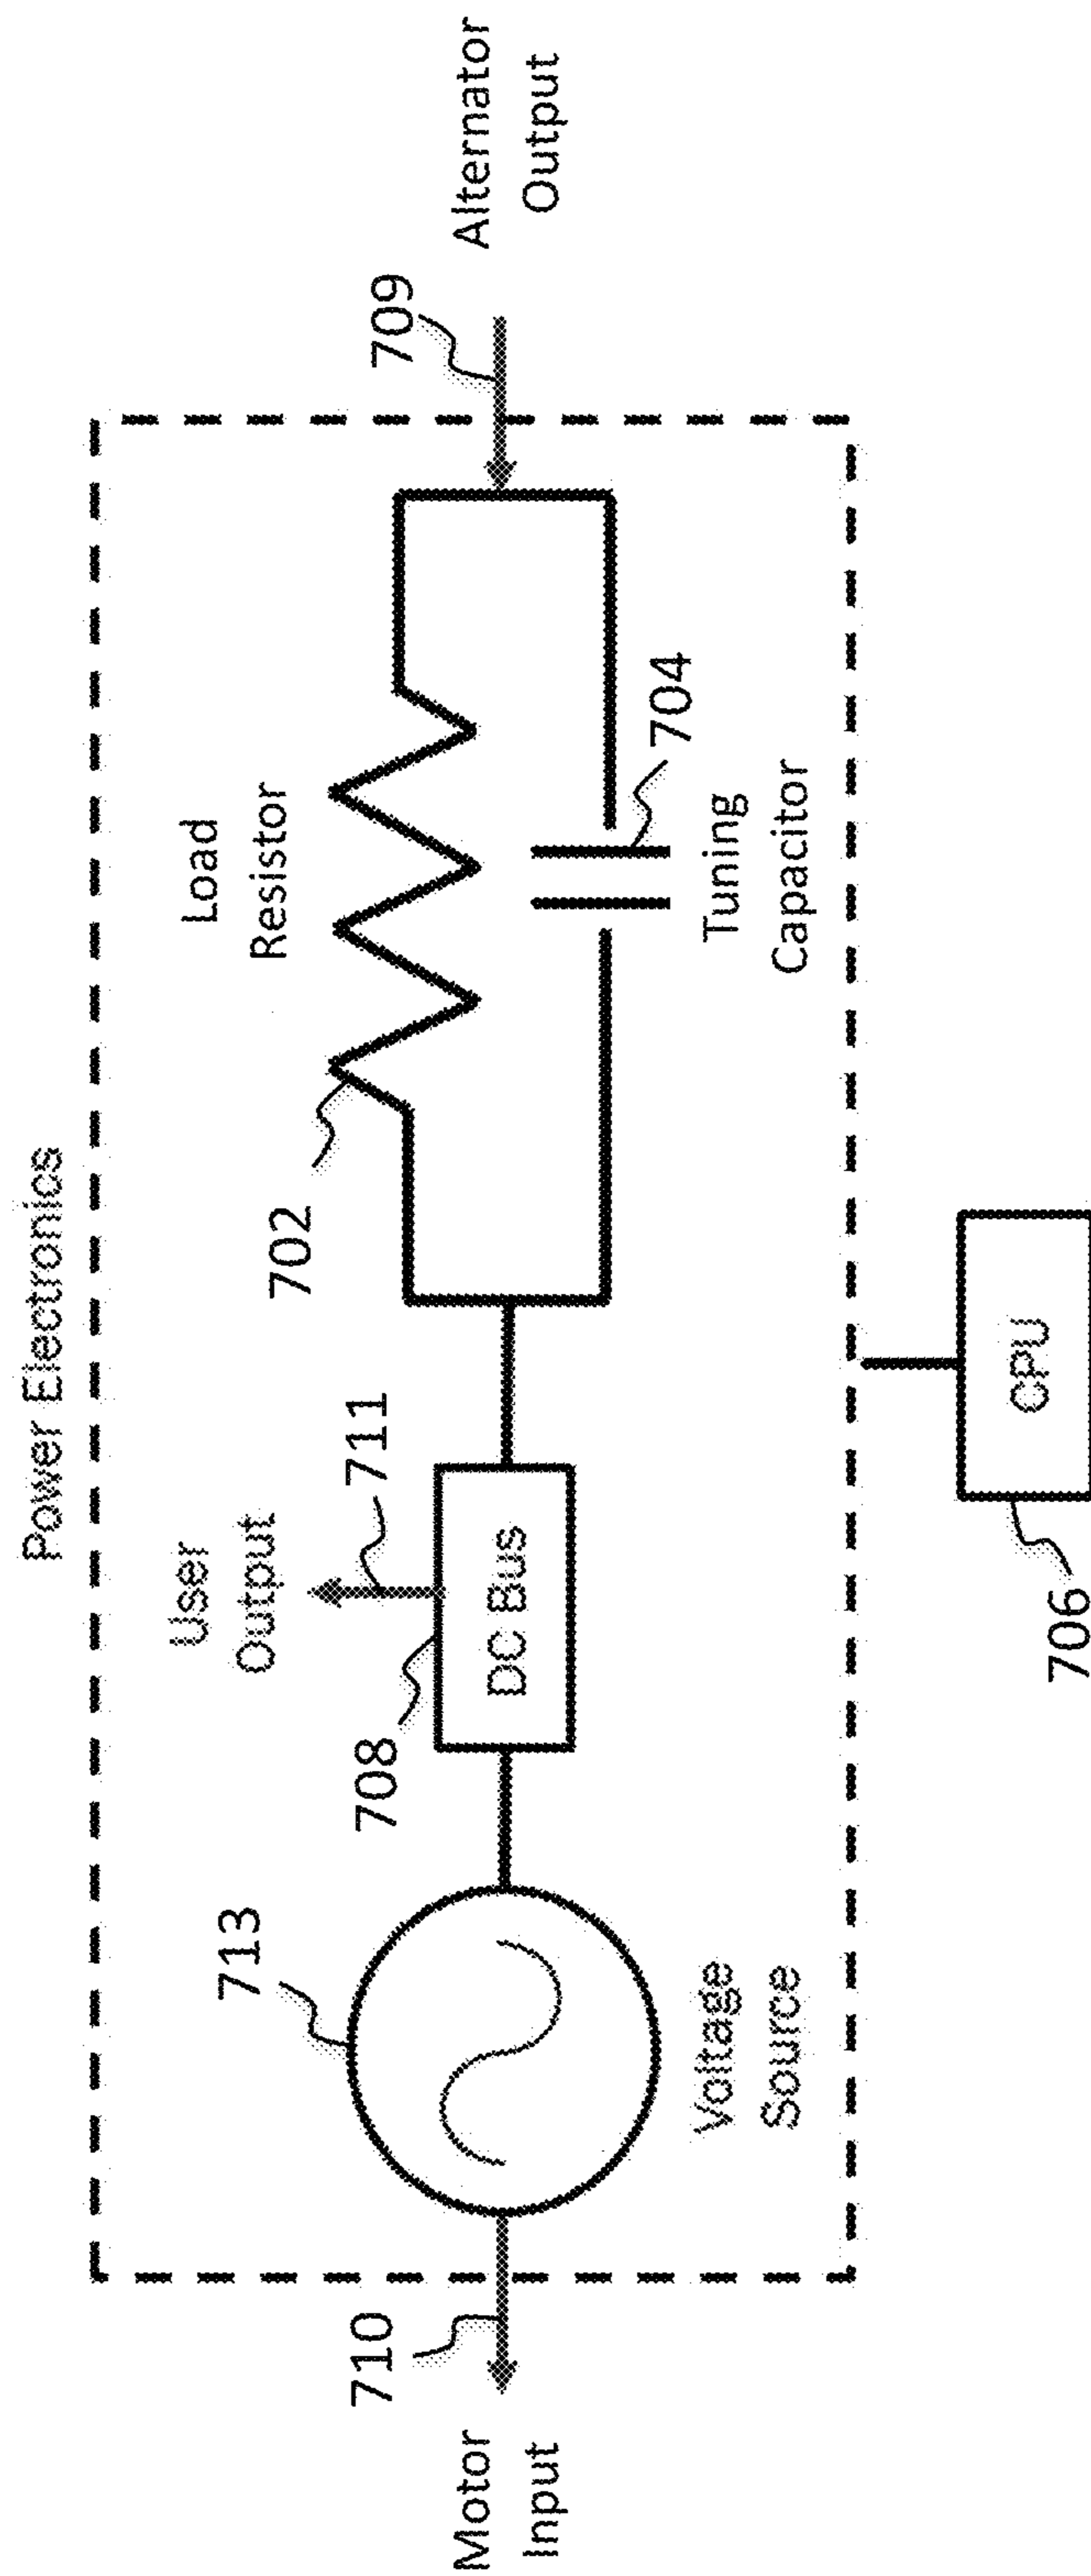 Power Electronics
User
Output
711
708
DC Bus
713
Voltage
Source
710
Motor
Input
702
Load
Resistor
704
Tuning
Capacitor
709
Alternator
Output
CPU
706